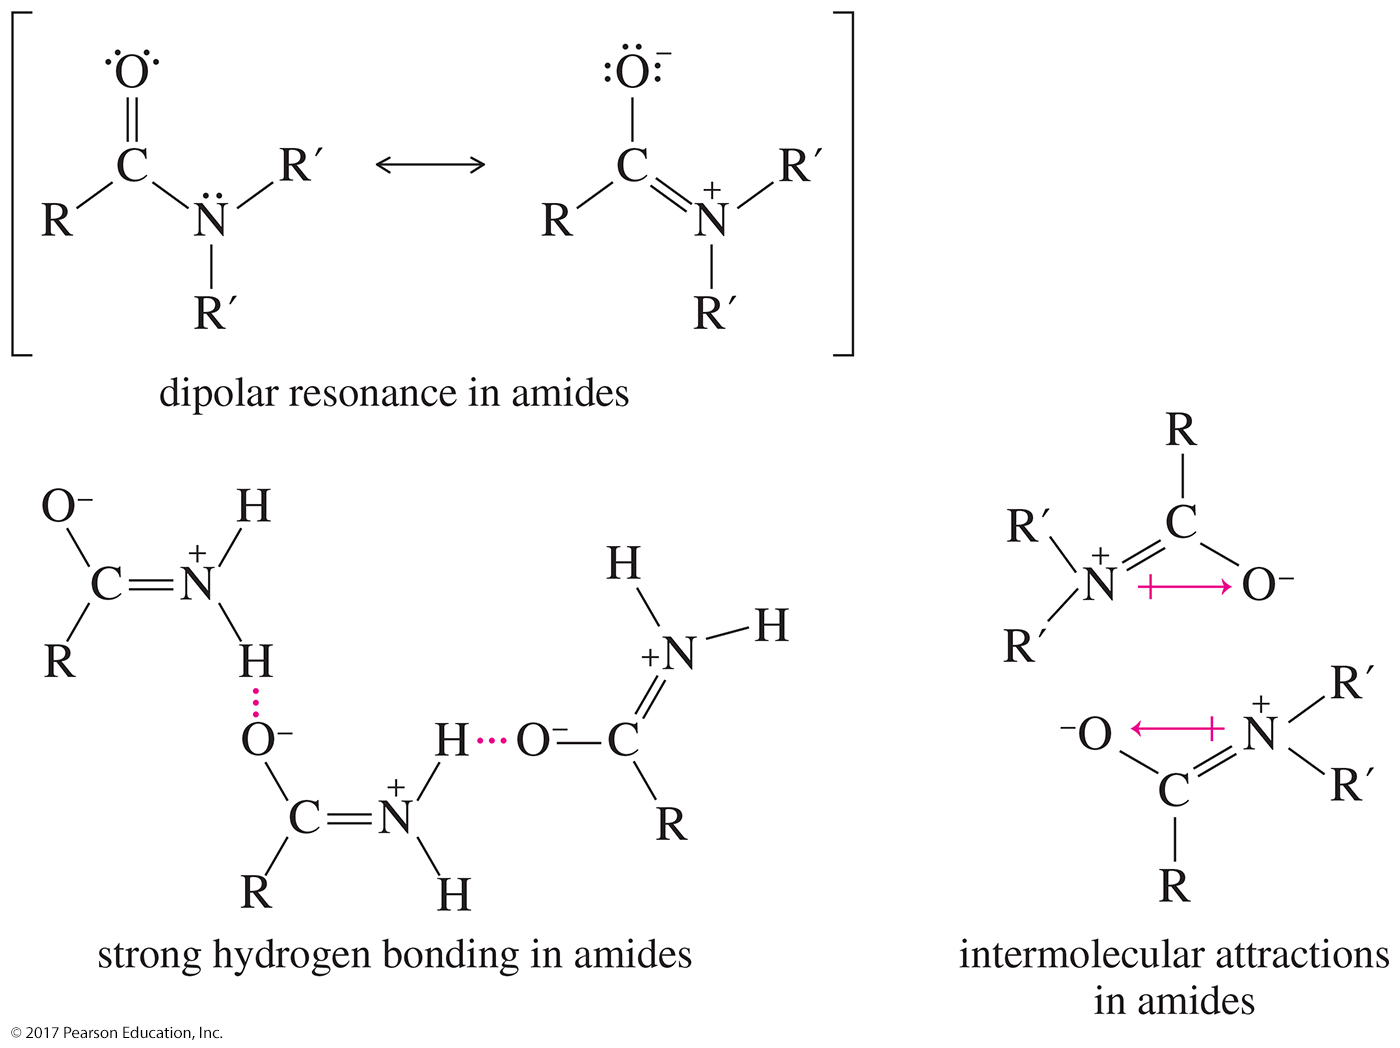 O O−
C R′ C R′
R N R N+
R′ R′
dipolar resonance in amides
R
O− H
R′ C
H
C N+ N+ O−
H
+N
R′
R H
R′
O− H O− C −O N+
C N+ R′
R C
R H R
strong hydrogen bonding in amides
intermolecular attractions
in amides
© 2017 Pearson Education, Inc.